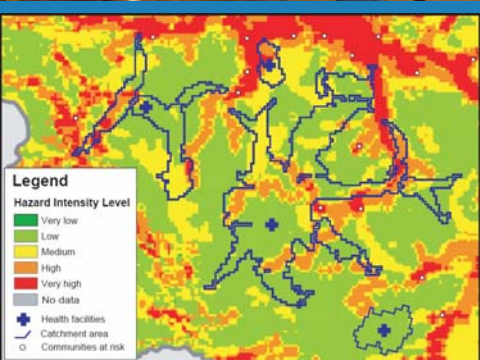 Legend
Hazard Intensity Level
Very low
Low
Medium
High
Very high
No data
Health facilities
Catchment area
Communities at risk